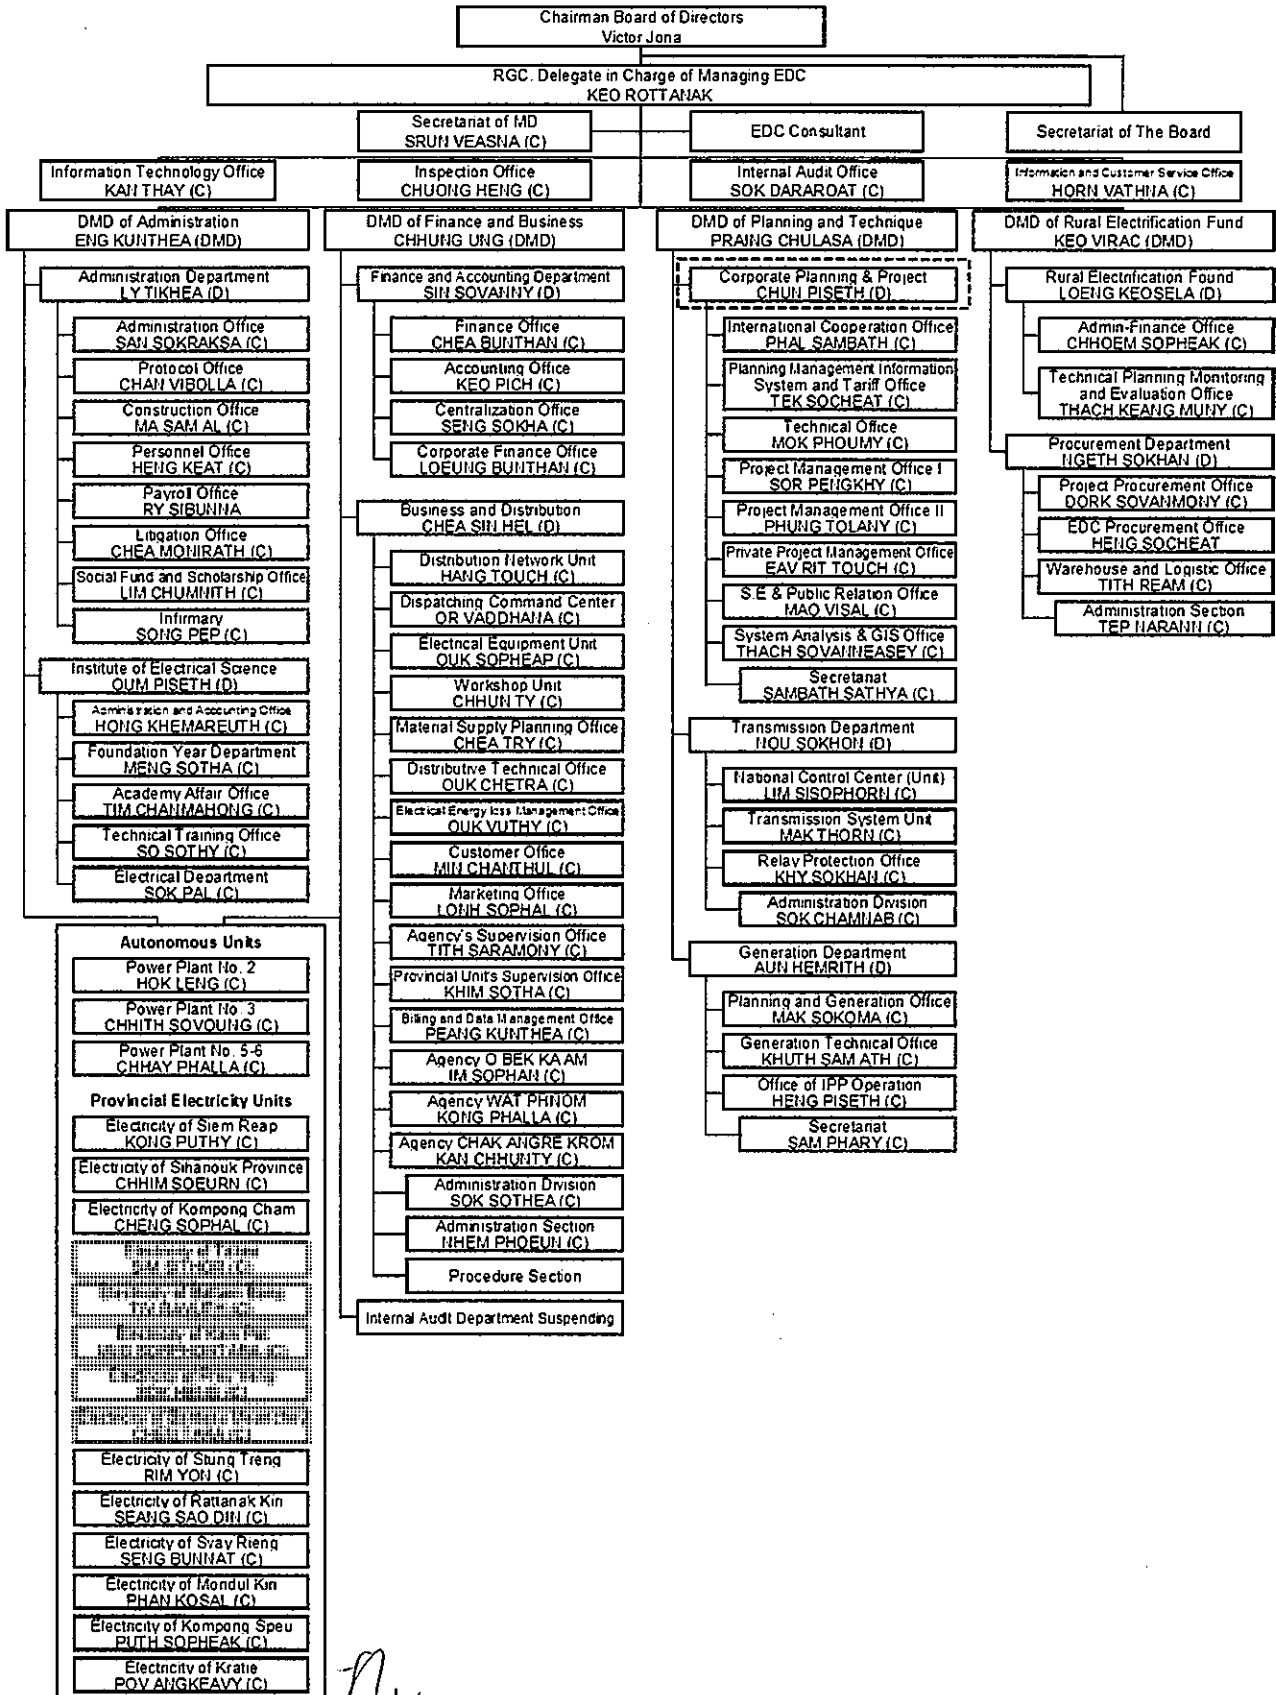 Chairman Board of Directors
Victor Jona
RGC. Delegate in Charge of Managing EDC
KEO ROTTANAK
Secretariat of MD
SRUN VEASNA (C)
EDC Consultant
Secretariat of The Board
Information Technology Office
KAN THAY (C)
Inspection Office
CHUONG HENG (C)
Internal Audit Office
SOK DARAROAT (C)
Information and Customer Service Office
HORN VATHNA (C)
DMD of Administration
ENG KUNTHEA (DMD)
Administration Department
LY TIKHEA (D)
Administration Office
SAN SOKRAKSA (C)
Protocol Office
CHAN VIBOLLA (C)
Construction Office
MA SAM AL (C)
Personnel Office
HENG KEAT (C)
Payroll Office
RY SIBUNNA
Litigation Office
CHEA MONIRATH (C)
Social Fund and Scholarship Office
LIM CHUMNITH (C)
Infirmary
SONG PEP (C)
Institute of Electrical Science
OUM PISETH (D)
Administration and Accounting Office
HONG KHEMAREUTH (C)
Foundation Year Department
MENG SOTHA (C)
Academy Affair Office
TIM CHANMAHONG (C)
Technical Training Office
SO SOTHY (C)
Electrical Department
SOK PAL (C)
Autonomous Units
Power Plant No. 2
HOK LENG (C)
Power Plant No. 3
CHHITH SOVOUNG (C)
Power Plant No. 5-6
CHHAY PHALLA (C)
Provincial Electricity Units
Electricity of Siem Reap
KONG PUTHY (C)
Electricity of Sihanouk Province
CHHIM SOEURN (C)
Electricity of Kompong Cham
CHENG SOPHAL (C)
Electricity of Stung Treng
RIM YON (C)
Electricity of Rattanak Kiri
SEANG SAO DIN (C)
Electricity of Svay Rieng
SENG BUNNAT (C)
Electricity of Mondul Kiri
PHAN KOSAL (C)
Electricity of Kompong Speu
PUTH SOPHEAK (C)
Electricity of Kratie
POV ANGKEAVY (C)
DMD of Finance and Business
CHHUNG UNG (DMD)
Finance and Accounting Department
SIN SOVANNY (D)
Finance Office
CHEA BUNTHAN (C)
Accounting Office
KEO PICH (C)
Centralization Office
SENG SOKHA (C)
Corporate Finance Office
LOEUNG BUNTHAN (C)
Business and Distribution
CHEA SIN HEL (D)
Distribution Network Unit
HANG TOUCH (C)
Dispatching Command Center
OR VADDHANA (C)
Electrical Equipment Unit
OUK SOPHEAP (C)
Workshop Unit
CHHUN TY (C)
Material Supply Planning Office
CHEA TRY (C)
Distributive Technical Office
OUK CHETRA (C)
Electrical Energy loss Management Office
OUK VUTHY (C)
Customer Office
MIN CHANTHUL (C)
Marketing Office
LONH SOPHAL (C)
Agency's Supervision Office
TITH SARAMONY (C)
Provincial Unit's Supervision Office
KHIM SOTHA (C)
Billing and Data Management Office
PEANG KUNTHEA (C)
Agency O BEK KAAM
IM SOPHAN (C)
Agency WAT PHNOM
KONG PHALLA (C)
Agency CHAK ANGRE KROM
KAN CHHUNTY (C)
Administration Division
SOK SOTHEA (C)
Administration Section
NHEM PHOEUN (C)
Procedure Section
Internal Audit Department Suspending
DMD of Planning and Technique
PRAING CHULASA (DMD)
Corporate Planning & Project
CHUN PISETH (D)
International Cooperation Office
PHAL SAMBATH (C)
Planning Management Information
System and Tariff Office
TEK SOCHEAT (C)
Technical Office
MOK PHOUMY (C)
Project Management Office I
SOR PENGKHY (C)
Project Management Office II
PHUNG TOLANY (C)
Private Project Management Office
EAV RIT TOUCH (C)
S.E & Public Relation Office
MAO VISAL (C)
System Analysis & GIS Office
THACH SOVANNEASEY (C)
Secretariat
SAMBATH SATHYA (C)
Transmission Department
NOU SOKHON (D)
National Control Center (Unit)
LIM SISOPHORN (C)
Transmission System Unit
MAK THORN (C)
Relay Protection Office
KHY SOKHAN (C)
Administration Division
SOK CHAMNAB (C)
Generation Department
AUN HEMRITH (D)
Planning and Generation Office
MAK SOKOMA (C)
Generation Technical Office
KHUTH SAM ATH (C)
Office of IPP Operation
HENG PISETH (C)
Secretariat
SAM PHARY (C)
DMD of Rural Electrification Fund
KEO VIRAC (DMD)
Rural Electrification Found
LOENG KEOSELA (D)
Admin-Finance Office
CHHOEM SOPHEAK (C)
Technical Planning Monitoring
and Evaluation Office
THACH KEANG MUNY (C)
Procurement Department
NGETH SOKHAN (D)
Project Procurement Office
DORK SOVANMONY (C)
EDC Procurement Office
HENG SOCHEAT
Warehouse and Logistic Office
TITH REAM (C)
Administration Section
TEP NARANN (C)